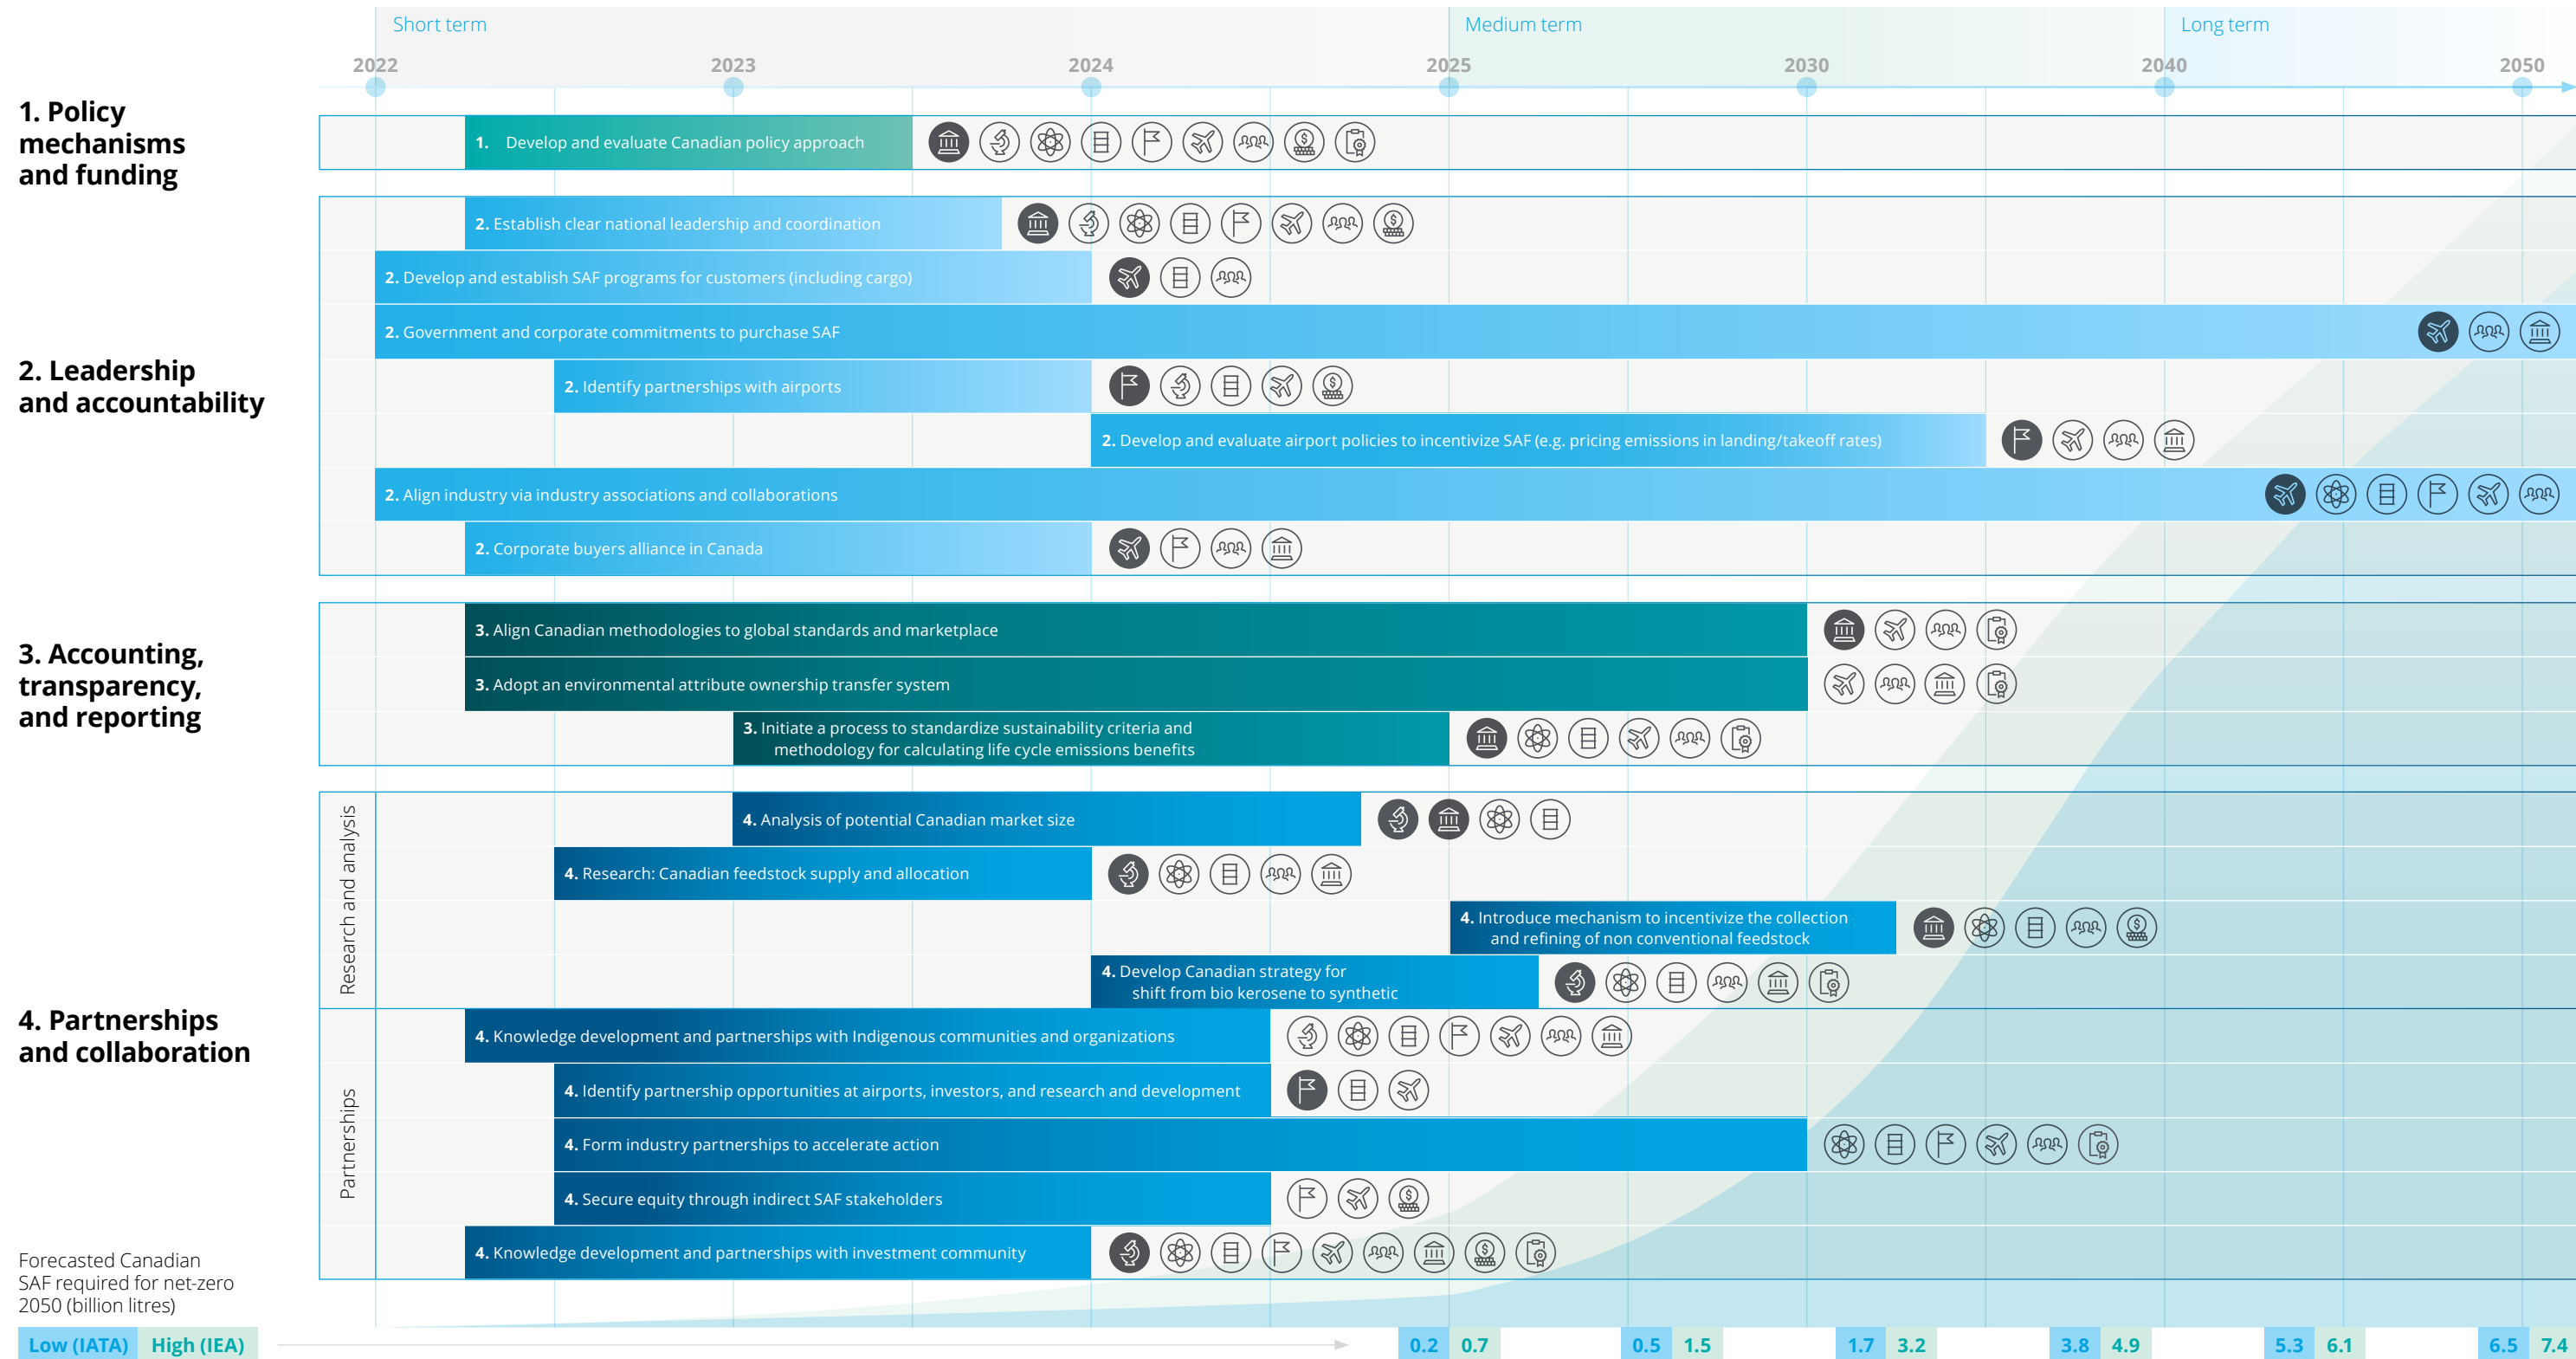 Short term
Medium term
Long term
2022
2023
2024
2025
2030
2040
2050
1. Policy
mechanisms
and funding
1. Develop and evaluate Canadian policy approach
2. Leadership
and accountability
2. Establish clear national leadership and coordination
2. Develop and establish SAF programs for customers (including cargo)
2. Government and corporate commitments to purchase SAF
2. Identify partnerships with airports
2. Develop and evaluate airport policies to incentivize SAF (e.g. pricing emissions in landing/takeoff rates)
2. Align industry via industry associations and collaborations
2. Corporate buyers alliance in Canada
3. Accounting,
transparency,
and reporting
3. Align Canadian methodologies to global standards and marketplace
3. Adopt an environmental attribute ownership transfer system
3. Initiate a process to standardize sustainability criteria and
methodology for calculating life cycle emissions benefits
4. Partnerships
and collaboration
Research and analysis
4. Analysis of potential Canadian market size
4. Research: Canadian feedstock supply and allocation
4. Introduce mechanism to incentivize the collection
and refining of non conventional feedstock
4. Develop Canadian strategy for
shift from bio kerosene to synthetic
Partnerships
4. Knowledge development and partnerships with Indigenous communities and organizations
4. Identify partnership opportunities at airports, investors, and research and development
4. Form industry partnerships to accelerate action
4. Secure equity through indirect SAF stakeholders
4. Knowledge development and partnerships with investment community
Forecasted Canadian
SAF required for net-zero
2050 (billion litres)
Low (IATA) High (IEA)
0.2 0.7
0.5 1.5
1.7 3.2
3.8 4.9
5.3 6.1
6.5 7.4